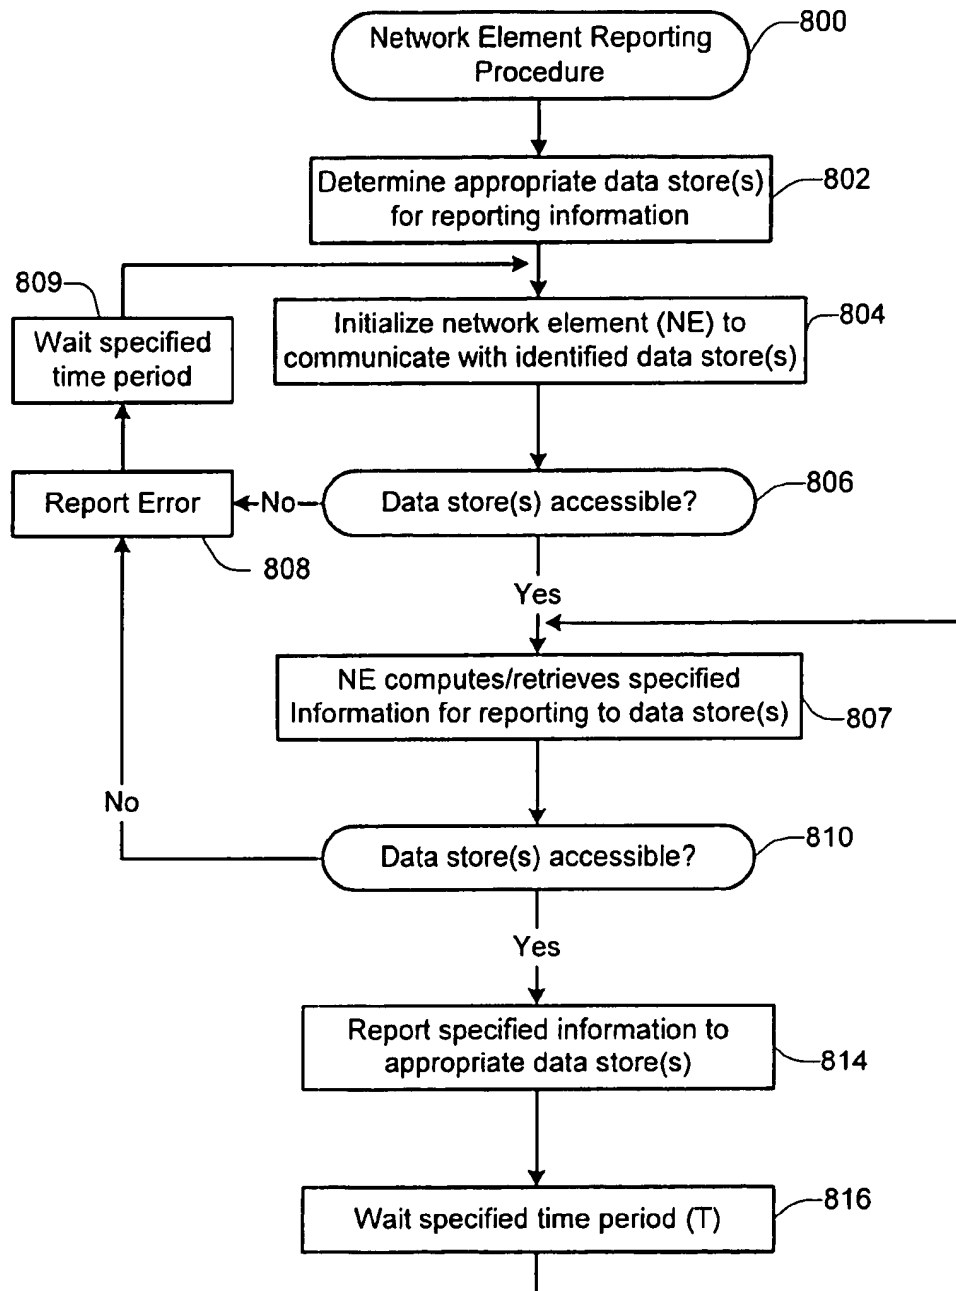 Network Element Reporting
Procedure
800
Determine appropriate data store(s)
for reporting information
802
809
Wait specified
time period
Initialize network element (NE) to
communicate with identified data store(s)
804
Report Error
808
No
Data store(s) accessible?
806
Yes
NE computes/retrieves specified
Information for reporting to data store(s)
807
No
Data store(s) accessible?
810
Yes
Report specified information to
appropriate data store(s)
814
Wait specified time period (T)
816